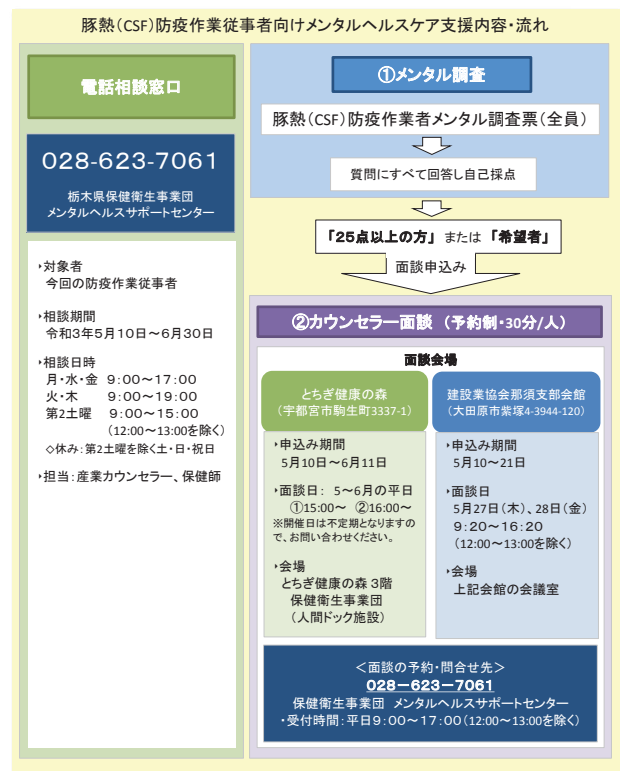 豚熱(CSF)防疫作業従事者向けメンタルヘルスケア支援内容・流れ
電話相談窓口
028-623-7061
栃木県保健衛生事業団
メンタルヘルスサポートセンター
・対象者
今回の防疫作業従事者
・相談期間
令和3年5月10日～6月30日
・相談日時
月・水・金 9:00～17:00
火・木 9:00～19:00
第2土曜 9:00～15:00
(12:00～13:00を除く)
◇休み:第2土曜を除く土・日・祝日
・担当:産業カウンセラー、保健師
①メンタル調査
豚熱(CSF)防疫作業者メンタル調査票(全員)
質問にすべて回答し自己採点
「25点以上の方」 または 「希望者」
面談申込み
②カウンセラー面談 (予約制・30分/人)
面談会場
とちぎ健康の森
(宇都宮市駒生町3337-1)
・申込み期間
5月10日～6月11日
・面談日: 5～6月の平日
①15:00～ ②16:00～
※開催日は不定期となりますの
で、お問い合わせください。
・会場
とちぎ健康の森 3階
保健衛生事業団
(人間ドック施設)
建設業協会那須支部会館
(大田原市紫塚4-3944-120)
・申込み期間
5月10～21日
・面談日
5月27日(木)、28日(金)
9:20～16:20
(12:00～13:00を除く)
・会場
上記会館の会議室
＜面談の予約・問合せ先＞
028－623－7061
保健衛生事業団 メンタルヘルスサポートセンター
・受付時間:平日9:00～17:00(12:00～13:00を除く)